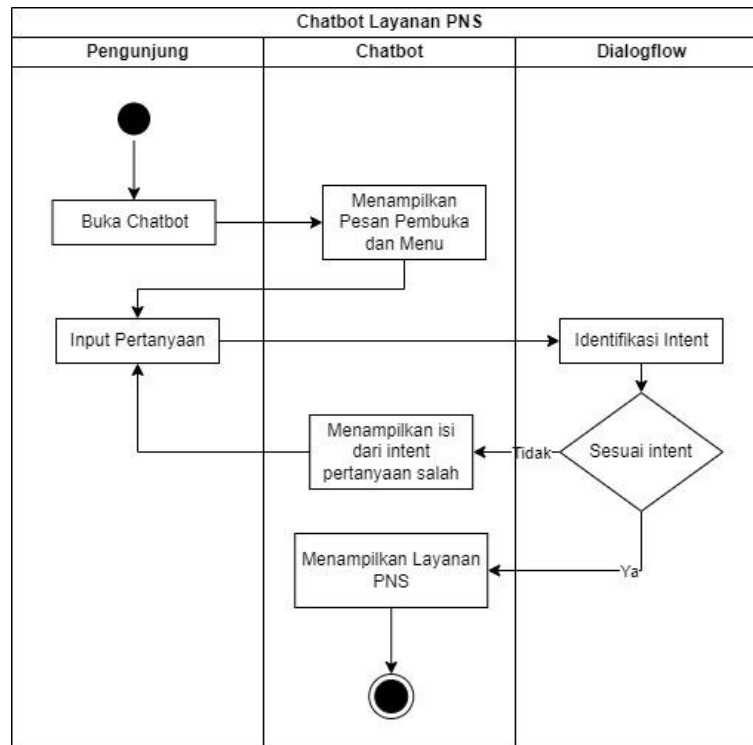 Chatbot Layanan PNS
Pengunjung
Chatbot
Dialogflow
Buka Chatbot
Menampilkan
Pesan Pembuka
dan Menu
Input Pertanyaan
Identifikasi Intent
Sesuai intent
Tidak
Menampilkan isi
dari intent
pertanyaan salah
Ya
Menampilkan Layanan
PNS